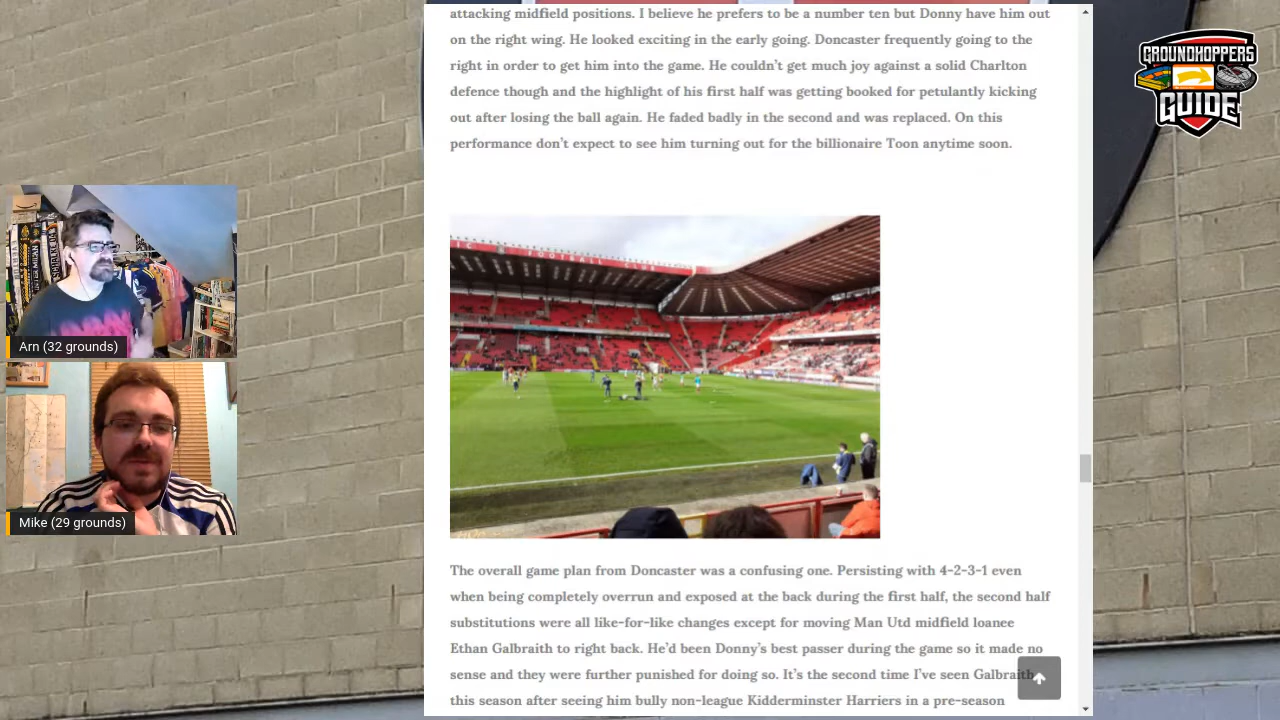 attacking midfield positions. I believe he prefers to be a number ten but Donny have him out
on the right wing. He looked exciting in the early going. Doncaster frequently going to the
right in order to get him into the game. He couldn't get much joy against a solid Charlton
defence though and the highlight of his first half was getting booked for petulantly kicking
out after losing the ball again. He faded badly in the second and was replaced. On this
performance don't expect to see him turning out for the billionaire Toon anytime soon.
GROUNDHOPPERS
GUIDE
Arn (32 grounds)
Mike (29 grounds)
FOOTBALL CLUB
The overall game plan from Doncaster was a confusing one. Persisting with 4-2-3-1 even
when being completely overrun and exposed at the back during the first half, the second half
substitutions were all like-for-like changes except for moving Man Utd midfield loanee
Ethan Galbraith to right back. He'd been Donny's best passer during the game so it made no
sense and they were further punished for doing so. It's the second time I've seen Galbraith
this season after seeing him bully non-league Kidderminster Harriers in a pre-season